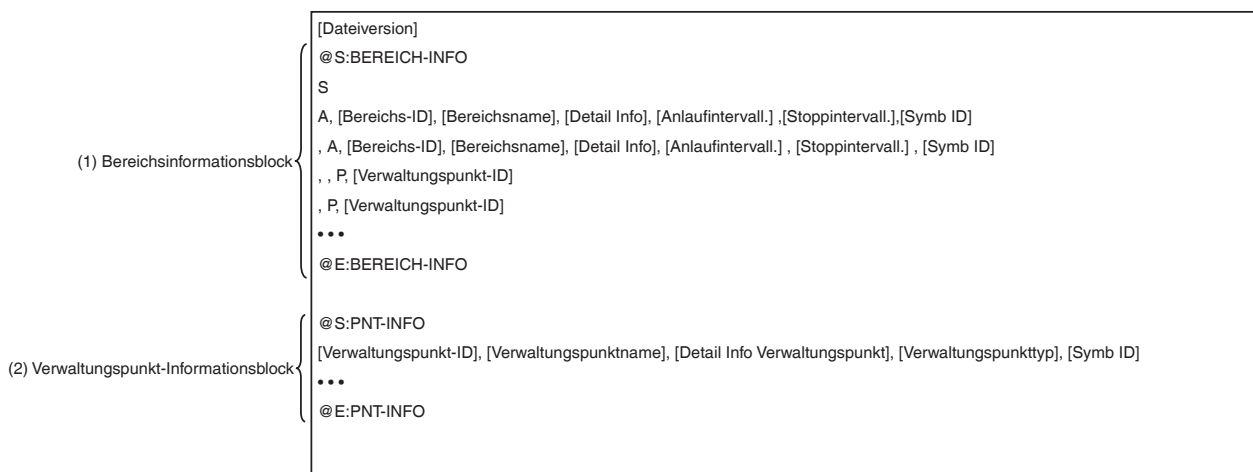 [Dateiversion]
@S:BEREICH-INFO
S
A, [Bereichs-ID], [Bereichsname], [Detail Info], [Anlaufintervall.] ,[Stoppintervall.],[Symb ID]
, A, [Bereichs-ID], [Bereichsname], [Detail Info], [Anlaufintervall.] , [Stoppintervall.] , [Symb ID]
(1) Bereichsinformationsblock
, , P, [Verwaltungspunkt-ID]
, P, [Verwaltungspunkt-ID]
•••
@E:BEREICH-INFO
@S:PNT-INFO
[Verwaltungspunkt-ID], [Verwaltungspunktname], [Detail Info Verwaltungspunkt], [Verwaltungspunkttyp], [Symb ID]
(2) Verwaltungspunkt-Informationsblock
•••
@E:PNT-INFO